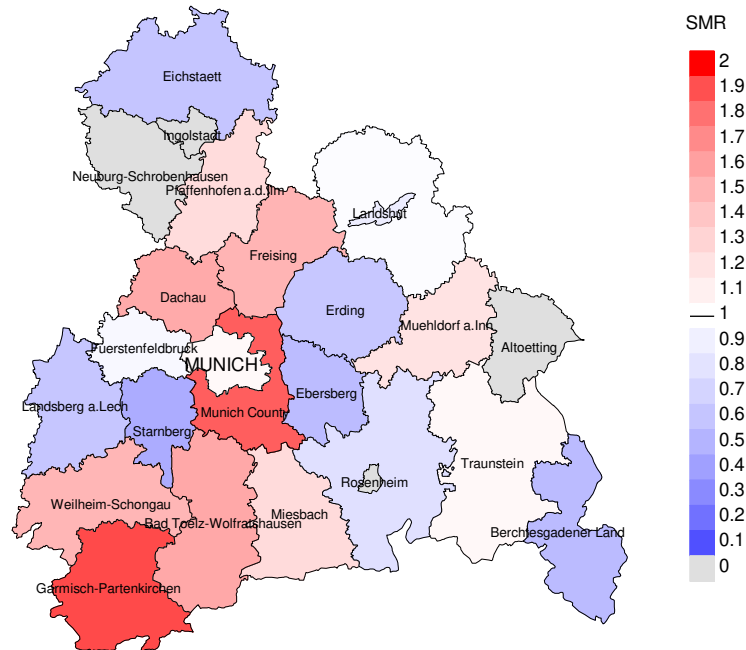 SMR
Eichstaett
2
1.9
1.8
Ingolstadt
1.7
Neuburg-Schrobenhausen
Pfaffenhofen a.d.Ilm
1.6
1.5
Landshut
1.4
Freising
1.3
1.2
Dachau
1.1
Erding
1
Muehldorf a.Inn
0.9
Fuerstenfeldbruck
Altoetting
MUNICH
0.8
Ebersberg
0.7
Landsberg a.Lech
Munich County
0.6
Starnberg
0.5
Traunstein
0.4
Rosenheim
0.3
Weilheim-Schongau
Miesbach
0.2
Bad Toelz-Wolfratshausen
Berchtesgadener Land
0.1
0
Garmisch-Partenkirchen